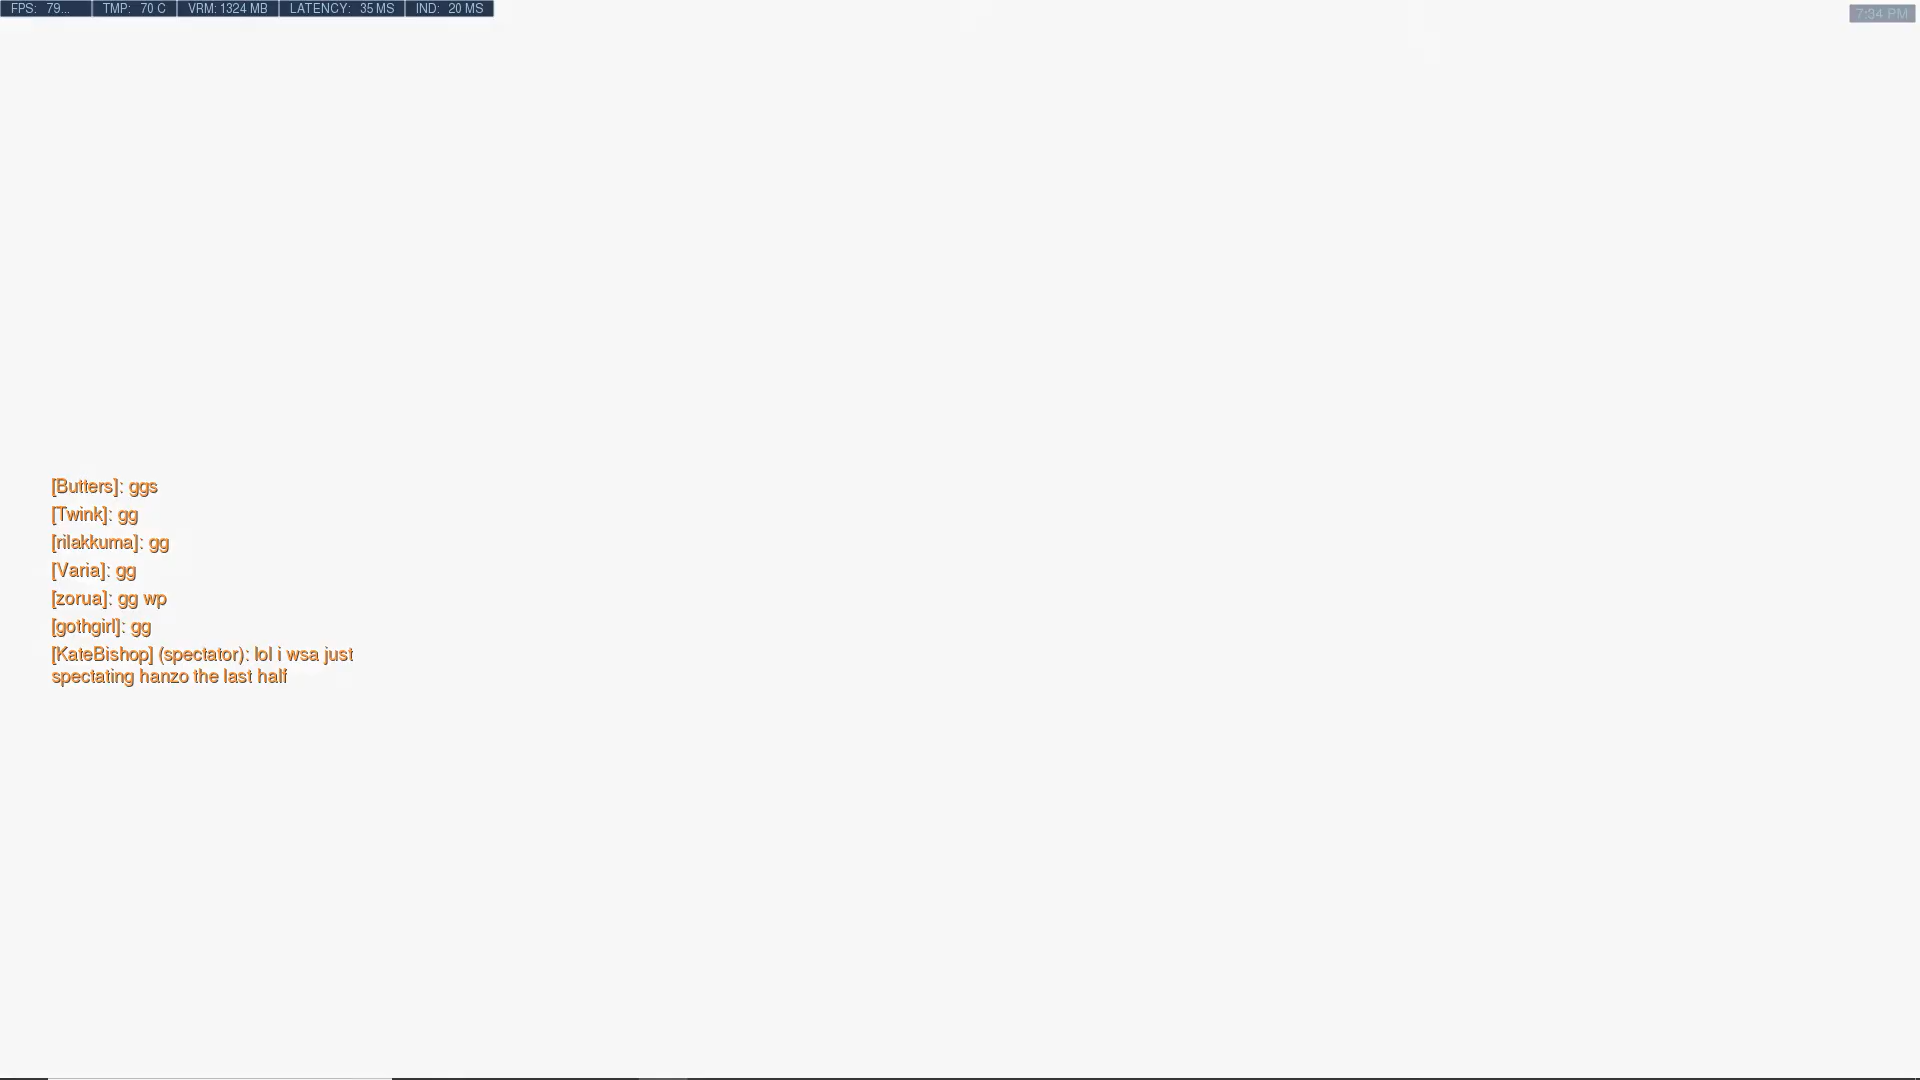 FPS: 79... TMP: 70 C VRM: 1324 MB LATENCY: 35 MS IND: 20 MS
7:34 PM
[Butters]: ggs
[Twink]: gg
[rilakkuma]: gg
[Varia]: gg
[zorua]: gg wp
[gothgirl]: gg
[KateBishop] (spectator): lol i wsa just
spectating hanzo the last half